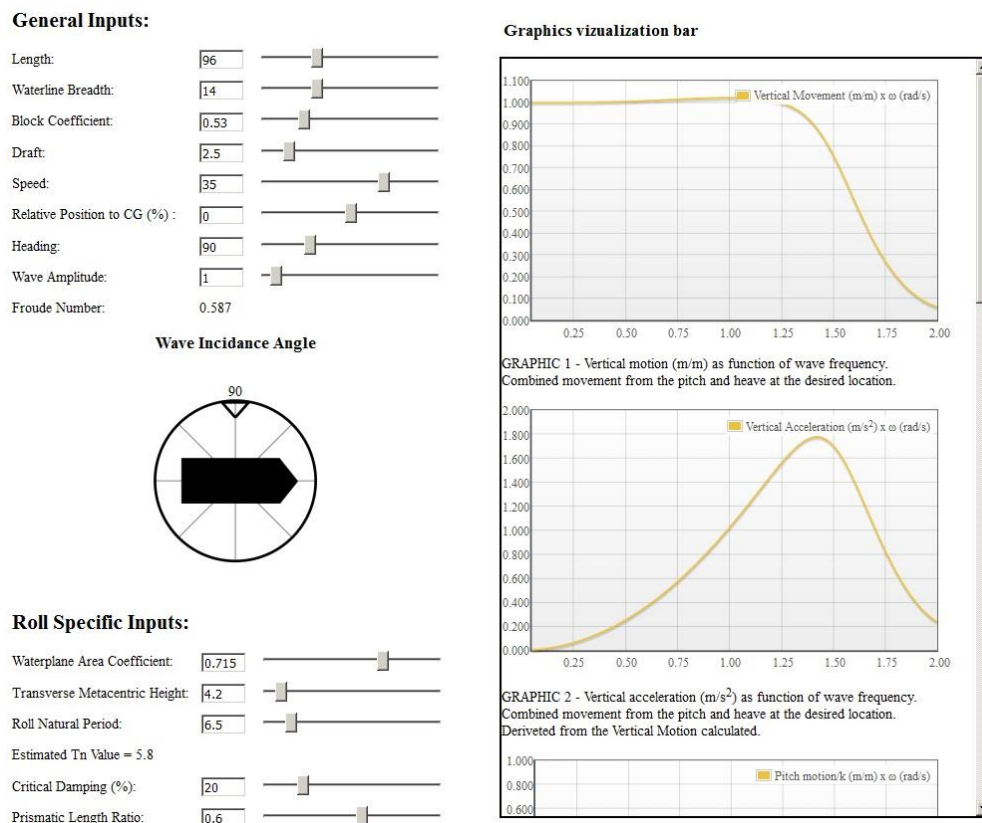 General Inputs:
Length:
96
Waterline Breadth:
14
Block Coefficient:
0.53
Draft:
2.5
Speed:
35
Relative Position to CG (%) :
0
Heading:
90
Wave Amplitude:
1
Froude Number:
0.587
Wave Incidance Angle
90
Roll Specific Inputs:
Waterplane Area Coefficient:
0.715
Transverse Metacentric Height:
4.2
Roll Natural Period:
6.5
Estimated Tn Value = 5.8
Critical Damping (%):
20
Prismatic Length Ratio:
0.6
Graphics vizualization bar
1.100
1.000
0.900
0.800
0.700
0.600
0.500
0.400
0.300
0.200
0.100
0.000
Vertical Movement (m/m) x ω (rad/s)
0.25 0.50 0.75 1.00 1.25 1.50 1.75 2.00
GRAPHIC 1 - Vertical motion (m/m) as function of wave frequency.
Combined movement from the pitch and heave at the desired location.
2.000
1.800
1.600
1.400
1.200
1.000
0.800
0.600
0.400
0.200
0.000
Vertical Acceleration (m/s²) x ω (rad/s)
0.25 0.50 0.75 1.00 1.25 1.50 1.75 2.00
GRAPHIC 2 - Vertical acceleration (m/s²) as function of wave frequency.
Combined movement from the pitch and heave at the desired location.
Deriveted from the Vertical Motion calculated.
1.000
0.800
0.600
Pitch motion/k (m/m) x ω (rad/s)